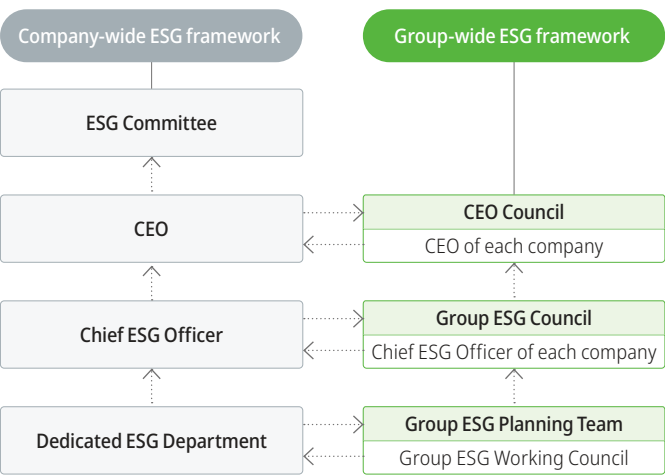 Company-wide ESG framework
Group-wide ESG framework
ESG Committee
CEO
CEO Council
CEO of each company
Chief ESG Officer
Group ESG Council
Chief ESG Officer of each company
Dedicated ESG Department
Group ESG Planning Team
Group ESG Working Council